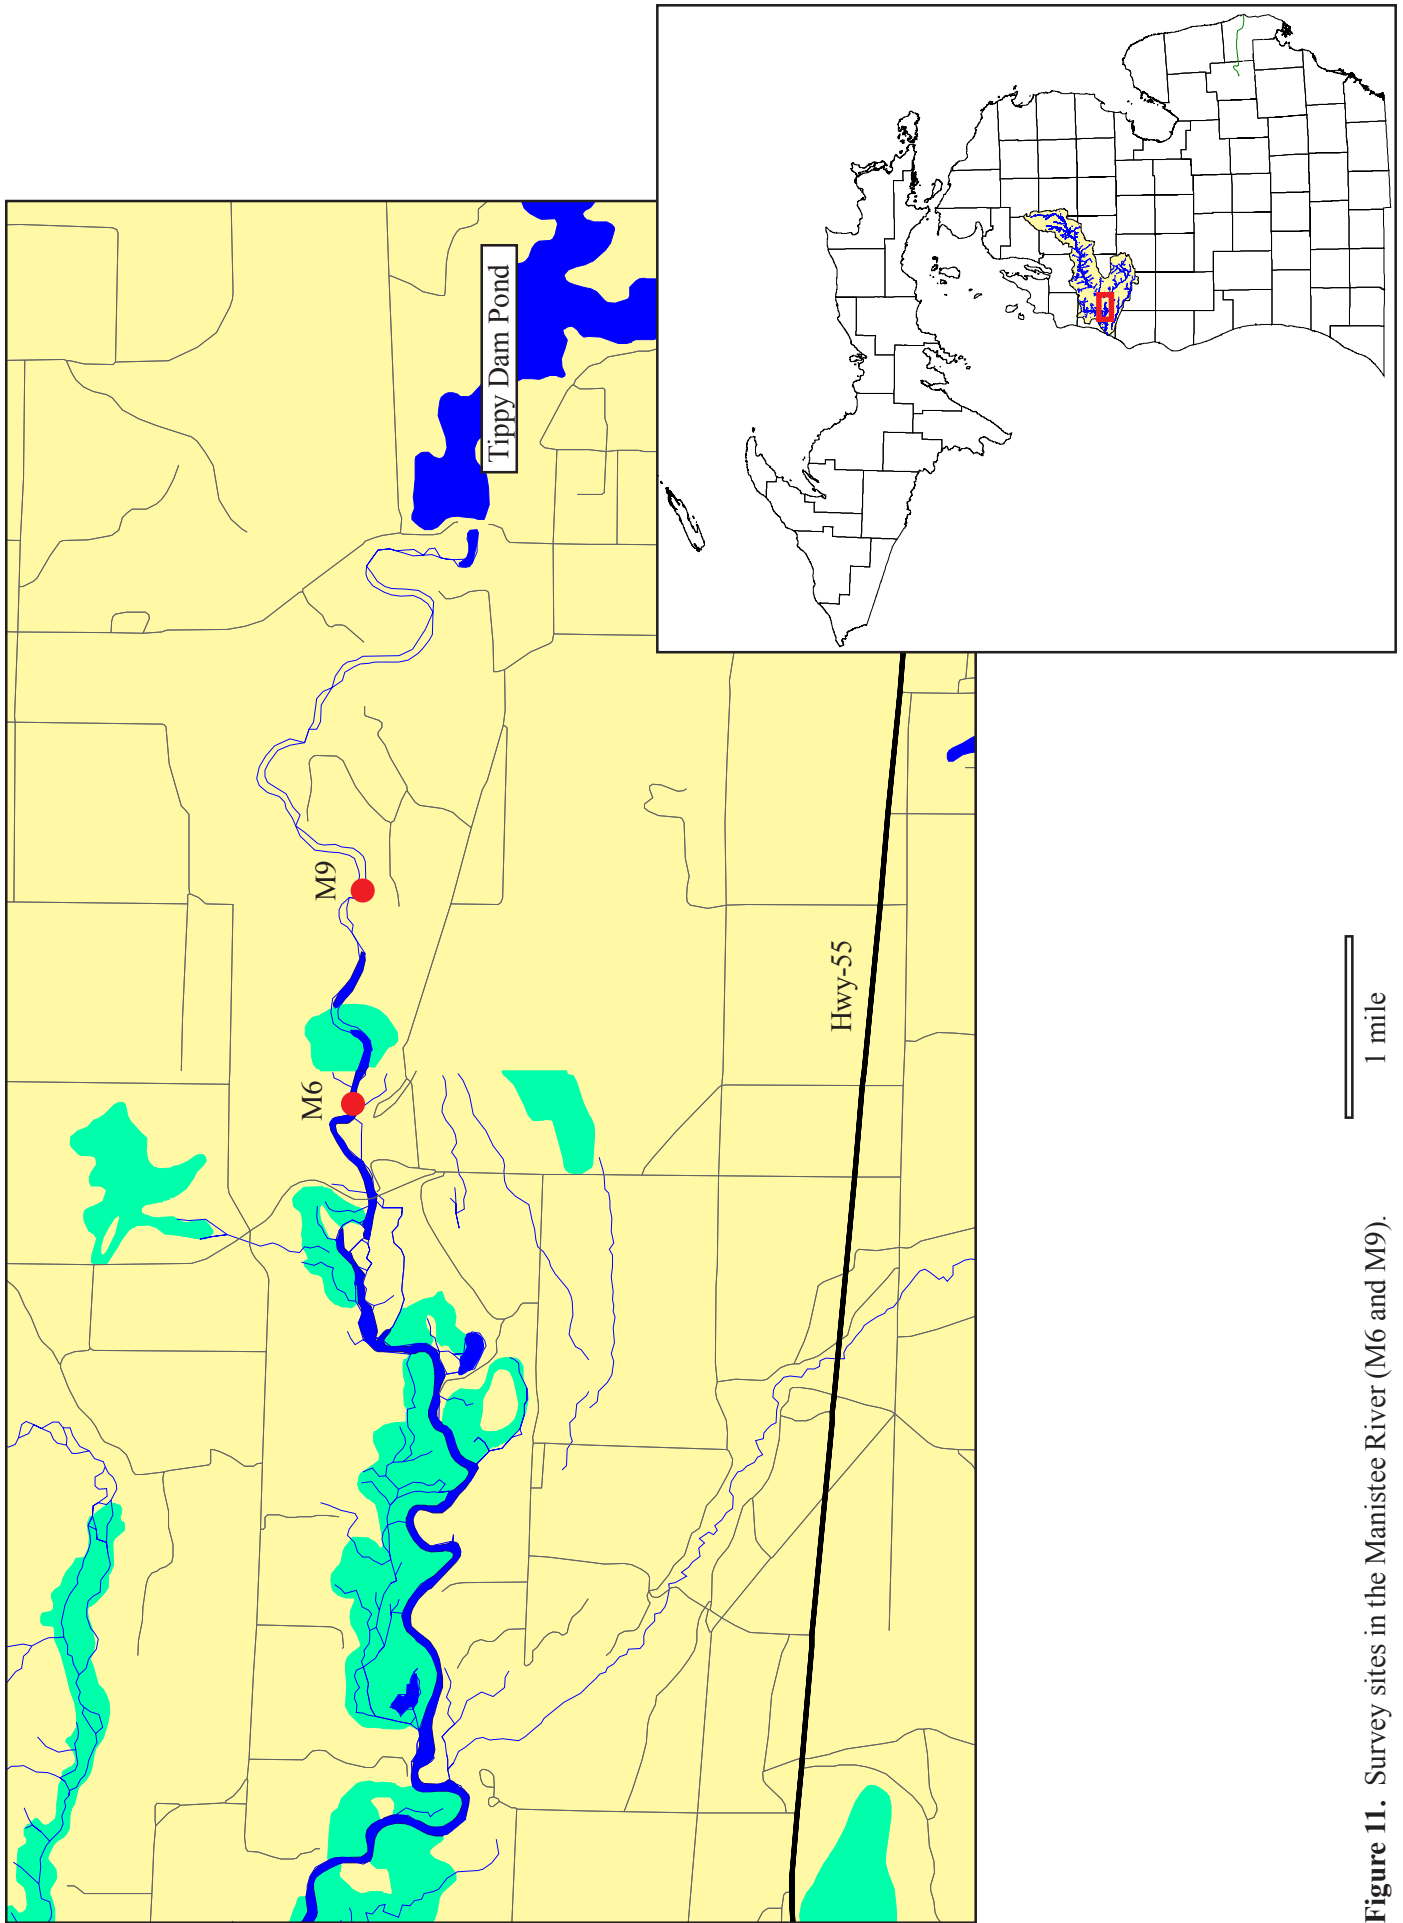 Tippy Dam Pond
M9
M6
Hwy-55
1 mile
Figure 11. Survey sites in the Manistee River (M6 and M9).